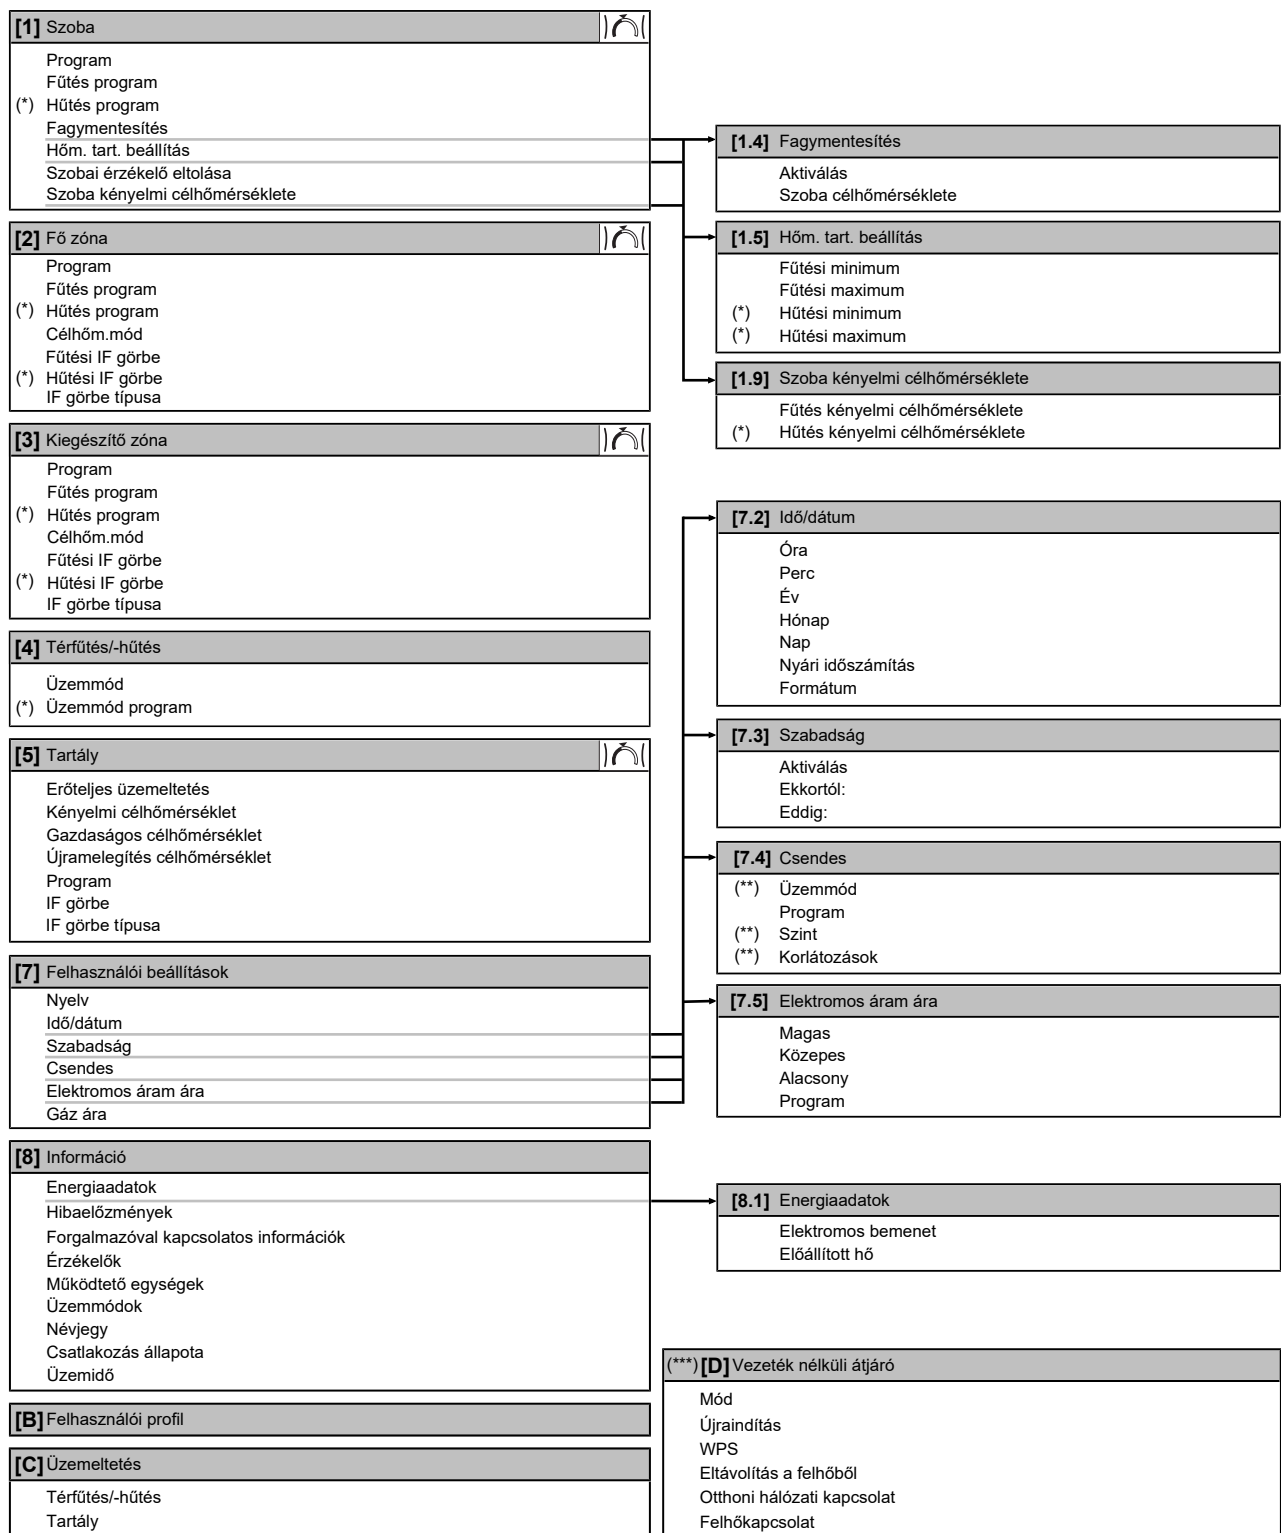 [1] Szoba
Program
Fűtés program
(*) Hűtés program
Fagymentesítés
Hőm. tart. beállítás
Szobai érzékelő eltolása
Szoba kényelmi célhőmérséklete
[2] Fő zóna
Program
Fűtés program
(*) Hűtés program
Célhőm.mód
Fűtési IF görbe
(*) Hűtési IF görbe
IF görbe típusa
[3] Kiegészítő zóna
Program
Fűtés program
(*) Hűtés program
Célhőm.mód
Fűtési IF görbe
(*) Hűtési IF görbe
IF görbe típusa
[4] Térfűtés/-hűtés
Üzemmód
(*) Üzemmód program
[5] Tartály
Erőteljes üzemeltetés
Kényelmi célhőmérséklet
Gazdaságos célhőmérséklet
Újramelegítés célhőmérséklet
Program
IF görbe
IF görbe típusa
[7] Felhasználói beállítások
Nyelv
Idő/dátum
Szabadság
Csendes
Elektromos áram ára
Gáz ára
[8] Információ
Energiaadatok
Hibaelőzmények
Forgalmazóval kapcsolatos információk
Érzékelők
Működtető egységek
Üzemmódok
Névjegy
Csatlakozás állapota
Üzemidő
[B] Felhasználói profil
[C] Üzemeltetés
Térfűtés/-hűtés
Tartály
[1.4] Fagymentesítés
Aktiválás
Szoba célhőmérséklete
[1.5] Hőm. tart. beállítás
Fűtési minimum
Fűtési maximum
(*) Hűtési minimum
(*) Hűtési maximum
[1.9] Szoba kényelmi célhőmérséklete
Fűtés kényelmi célhőmérséklete
(*) Hűtés kényelmi célhőmérséklete
[7.2] Idő/dátum
Óra
Perc
Év
Hónap
Nap
Nyári időszámítás
Formátum
[7.3] Szabadság
Aktiválás
Ekkortól:
Eddig:
[7.4] Csendes
(**) Üzemmód
Program
(**) Szint
(**) Korlátozások
[7.5] Elektromos áram ára
Magas
Közepes
Alacsony
Program
[8.1] Energiaadatok
Elektromos bemenet
Előállított hő
(***) [D] Vezeték nélküli átjáró
Mód
Újraindítás
WPS
Eltávolítás a felhőből
Otthoni hálózati kapcsolat
Felhőkapcsolat